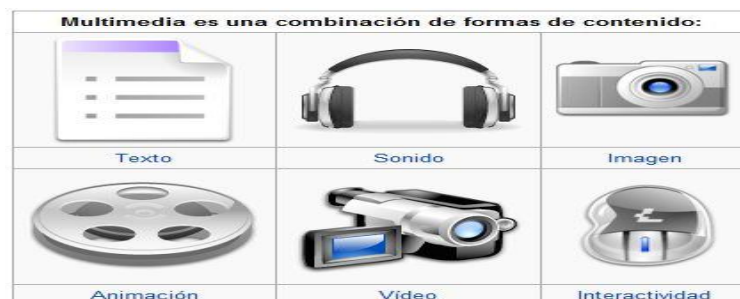 Multimedia es una combinación de formas de contenido:
Texto Sonido Imagen
Animación Vídeo Interactividad